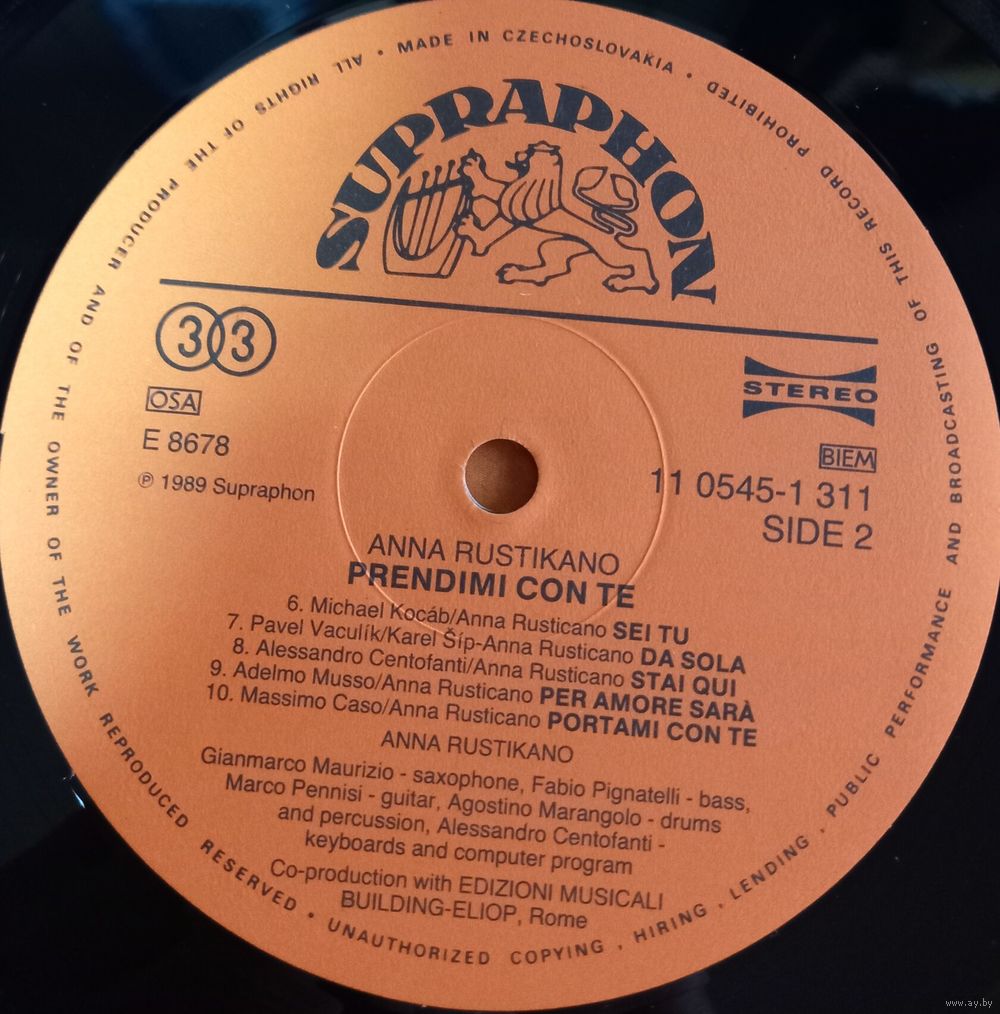 MADE IN CZECHOSLOVAKIA • ALL RIGHTS OF THE PRODUCER AND OF THE OWNER OF THE WORK REPRODUCED RESERVED • UNAUTHORIZED COPYING , HIRING , LENDING , PUBLIC PERFORMANCE AND BROADCASTING OF THIS RECORD PROHIBITED •
SUPRAPHON
33
STEREO
OSA
E 8678
BIEM
℗ 1989 Supraphon
11 0545-1 311
SIDE 2
ANNA RUSTIKANO
PRENDIMI CON TE
6. Michael Kocáb/Anna Rusticano SEI TU
7. Pavel Vaculík/Karel Šíp-Anna Rusticano DA SOLA
8. Alessandro Centofanti/Anna Rusticano STAI QUI
9. Adelmo Musso/Anna Rusticano PER AMORE SARÀ
10. Massimo Caso/Anna Rusticano PORTAMI CON TE
ANNA RUSTIKANO
Gianmarco Maurizio - saxophone, Fabio Pignatelli - bass,
Marco Pennisi - guitar, Agostino Marangolo - drums
and percussion, Alessandro Centofanti -
keyboards and computer program
Co-production with EDIZIONI MUSICALI
BUILDING-ELIOP, Rome
www.ay.by